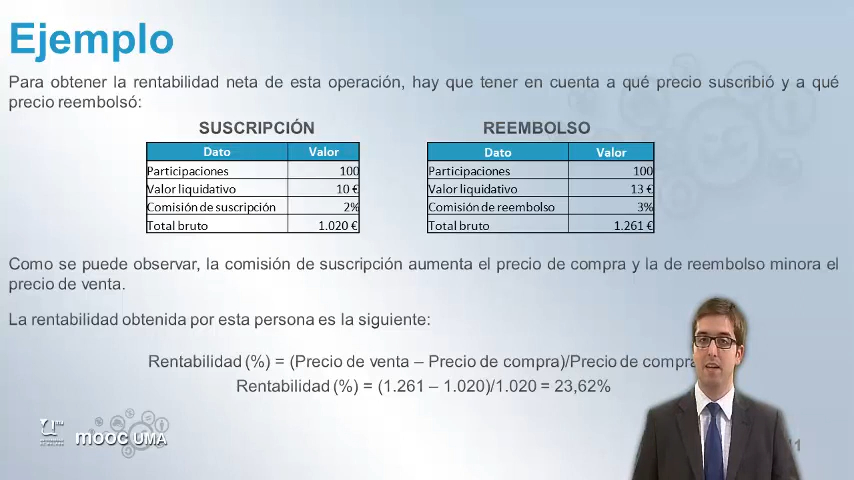 Ejemplo
Para obtener la rentabilidad neta de esta operación, hay que tener en cuenta a qué precio suscribió y a qué
precio reembolsó:
SUSCRIPCIÓN
Dato Valor
Participaciones 100
Valor liquidativo 10 €
Comisión de suscripción 2%
Total bruto 1.020 €
REEMBOLSO
Dato Valor
Participaciones 100
Valor liquidativo 13 €
Comisión de reembolso 3%
Total bruto 1.261 €
Como se puede observar, la comisión de suscripción aumenta el precio de compra y la de reembolso minora el
precio de venta.
La rentabilidad obtenida por esta persona es la siguiente:
Rentabilidad (%) = (Precio de venta – Precio de compra)/Precio de compra
Rentabilidad (%) = (1.261 – 1.020)/1.020 = 23,62%
mooc UMA